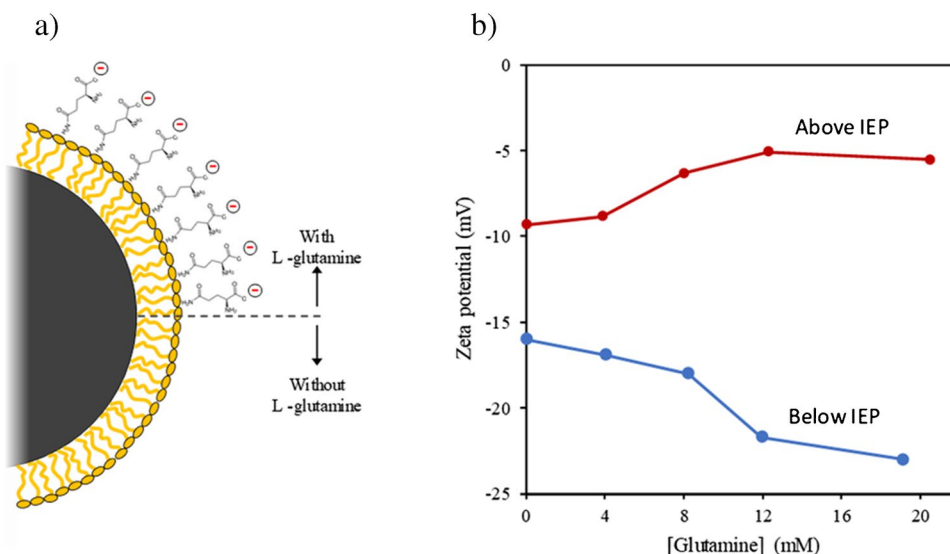 a)
With
L -glutamine
Without
L -glutamine
b)
Zeta potential (mV)
0
-5
-10
-15
-20
-25
Above IEP
Below IEP
0 4 8 12 16 20
[Glutamine] (mM)